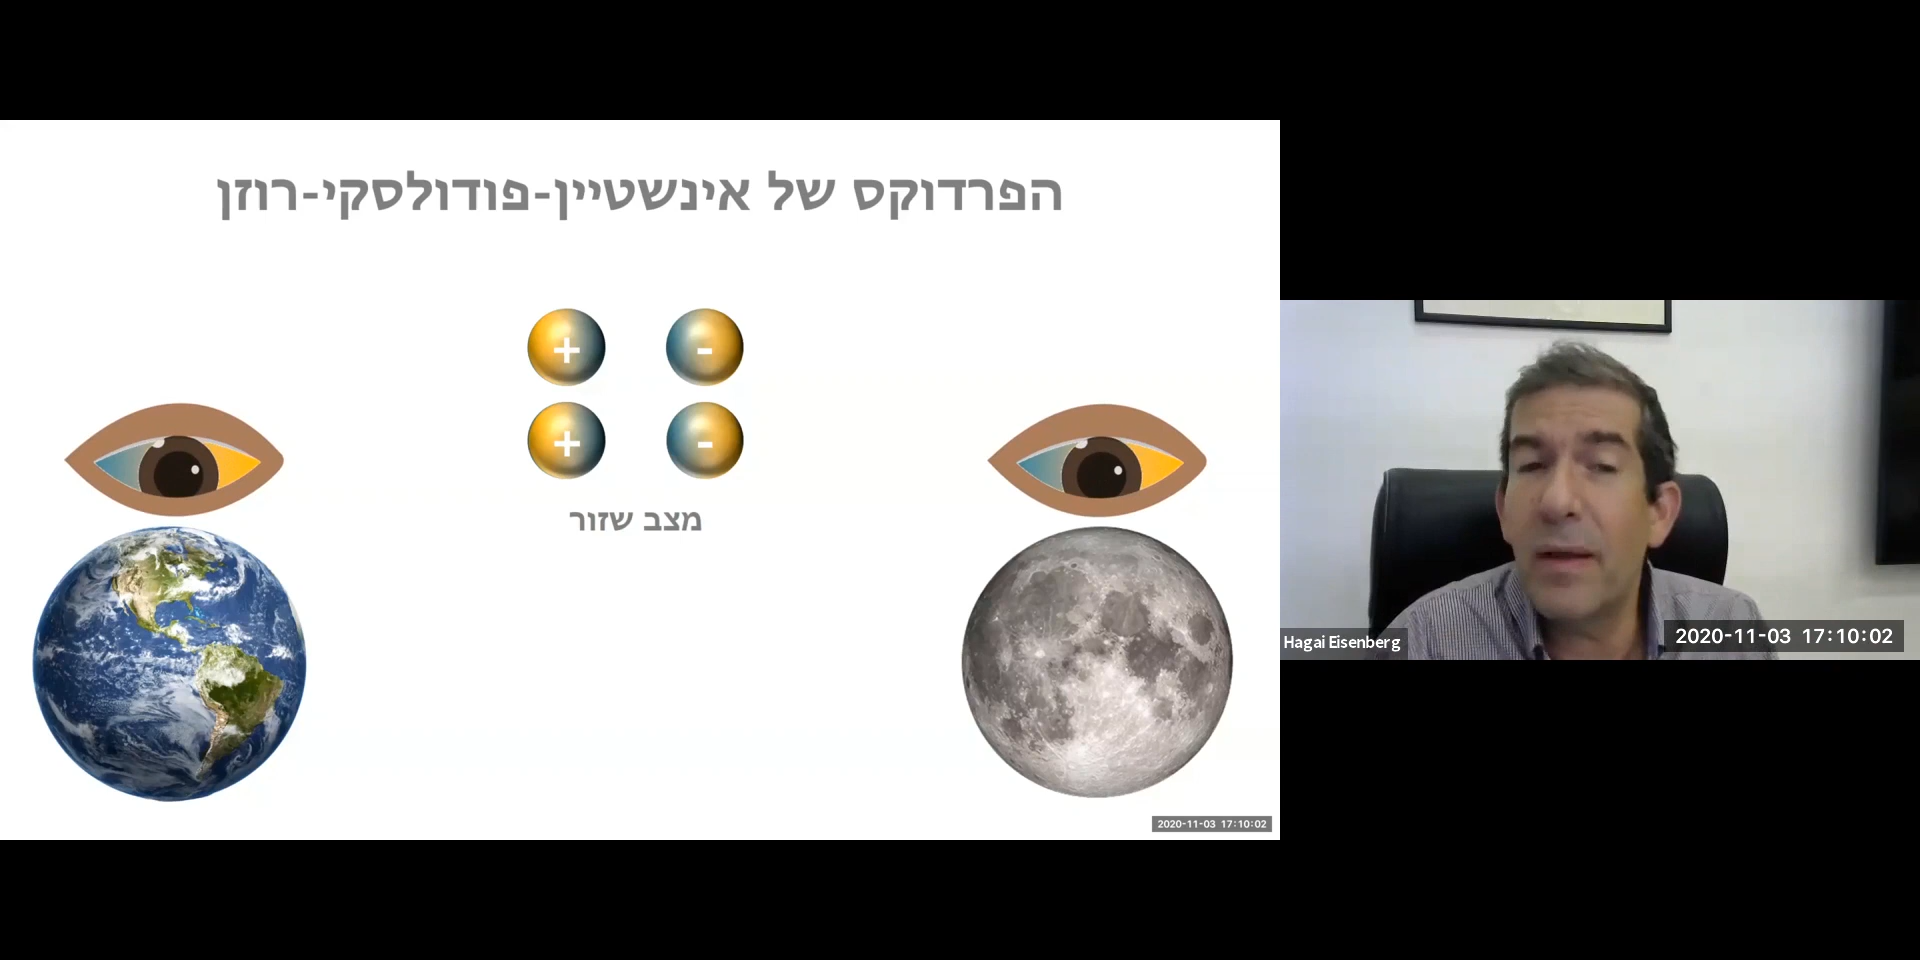 הפרדוקס של אינשטיין-פודולסקי-רוזן
+ -
+ -
מצב שזור
2020-11-03 17:10:02
Hagai Eisenberg
2020-11-03 17:10:02